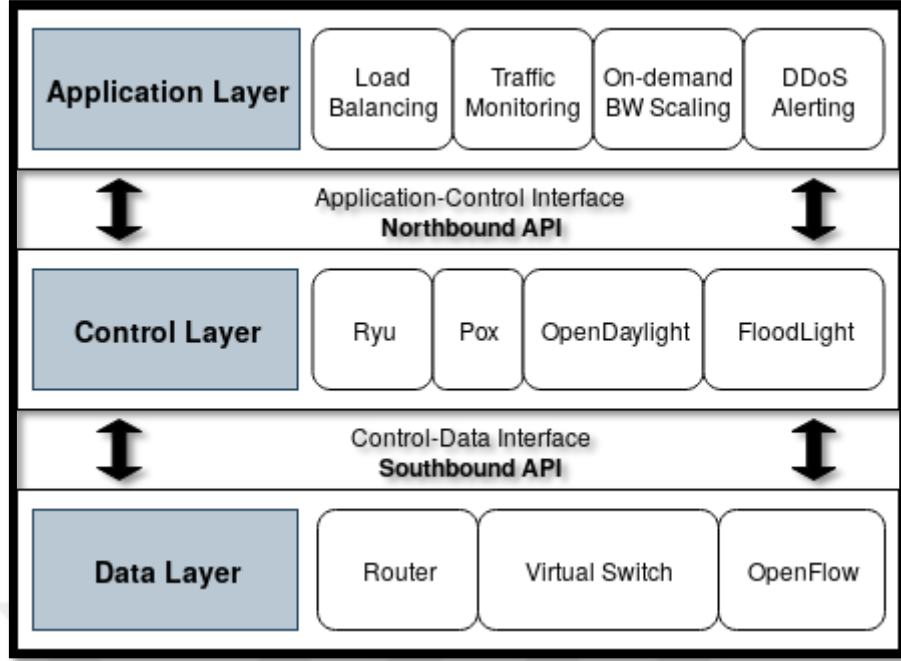 Application Layer
Load
Balancing
Traffic
Monitoring
On-demand
BW Scaling
DDoS
Alerting
Application-Control Interface
Northbound API
Control Layer
Ryu
Pox
OpenDaylight
FloodLight
Control-Data Interface
Southbound API
Data Layer
Router
Virtual Switch
OpenFlow